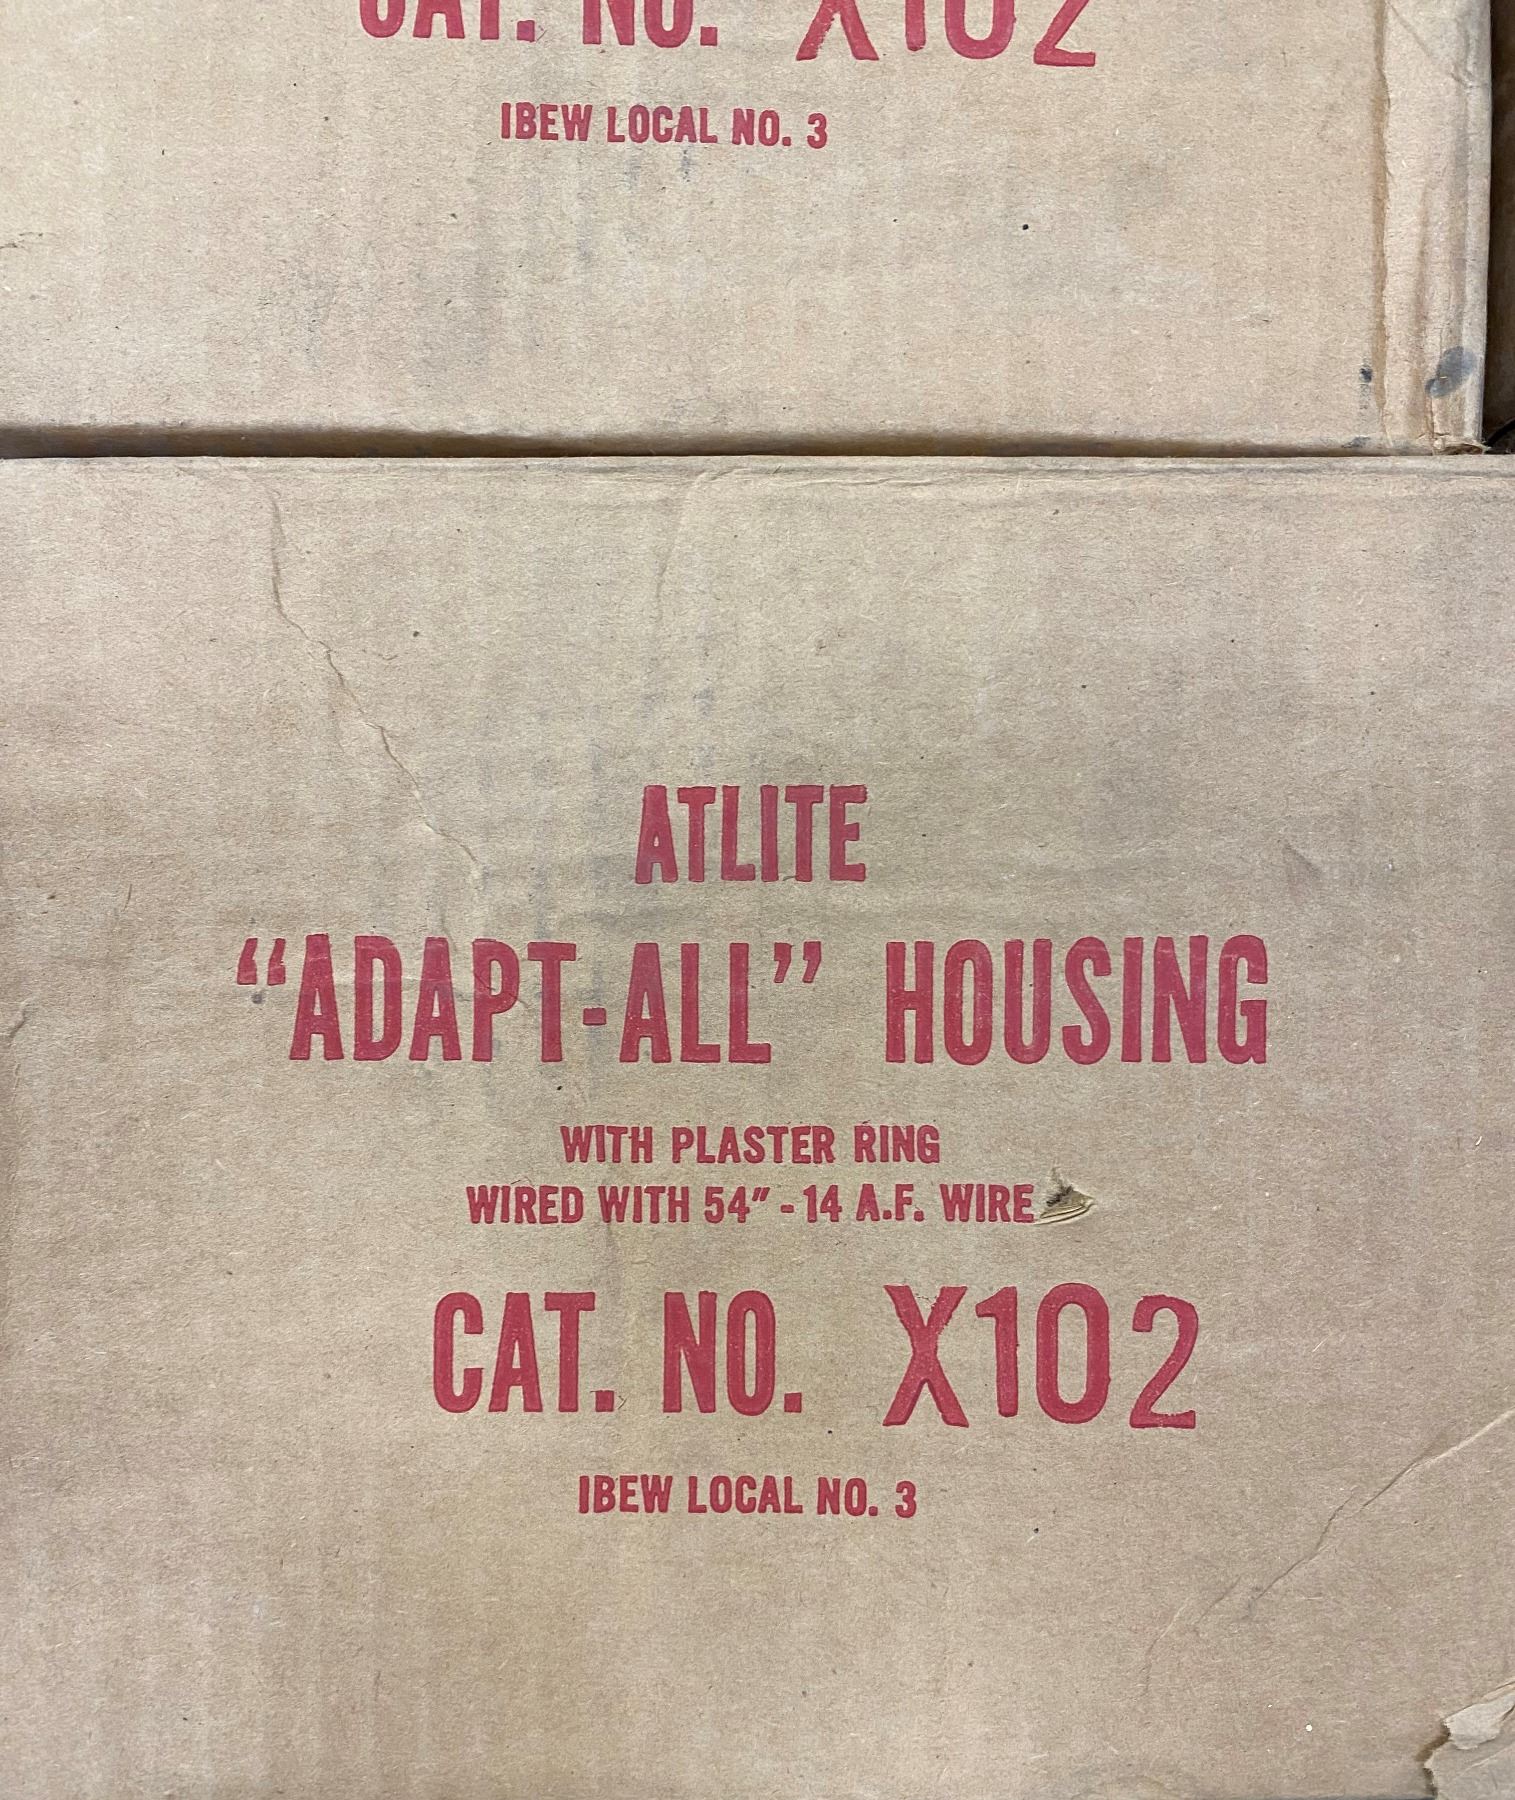 CAT. NO. X102
IBEW LOCAL NO. 3
ATLITE
“ADAPT-ALL” HOUSING
WITH PLASTER RING
WIRED WITH 54" - 14 A.F. WIRE
CAT. NO. X102
IBEW LOCAL NO. 3